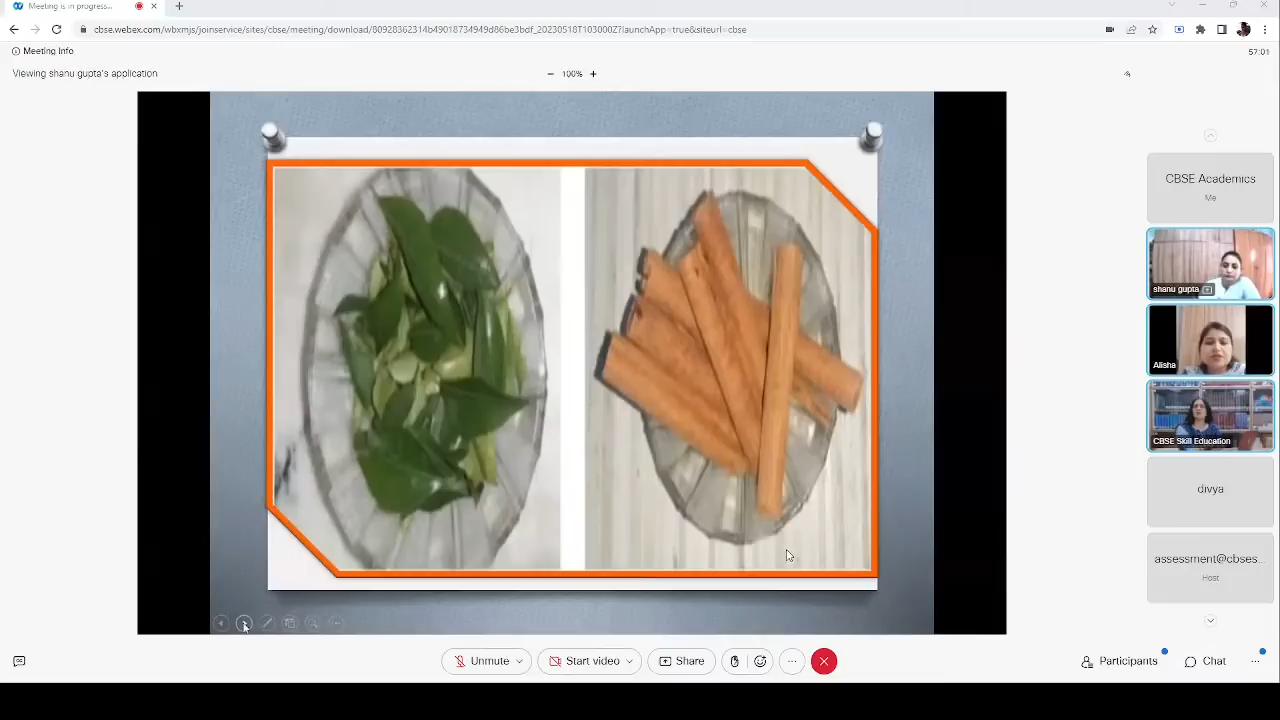 Meeting is in progress...
cbse.webex.com/wbxmjs/joinservice/sites/cbse/meeting/download/80928362314b49018734949d86be3bdf_20230518T103000Z?launchApp=true&siteurl=cbse
Meeting Info
57:01
Viewing shanu gupta's application
100%
CBSE Academics
Me
shanu gupta
Alisha
CBSE Skill Education
divya
assessment@cbses...
Host
Unmute
Start video
Share
Participants
Chat